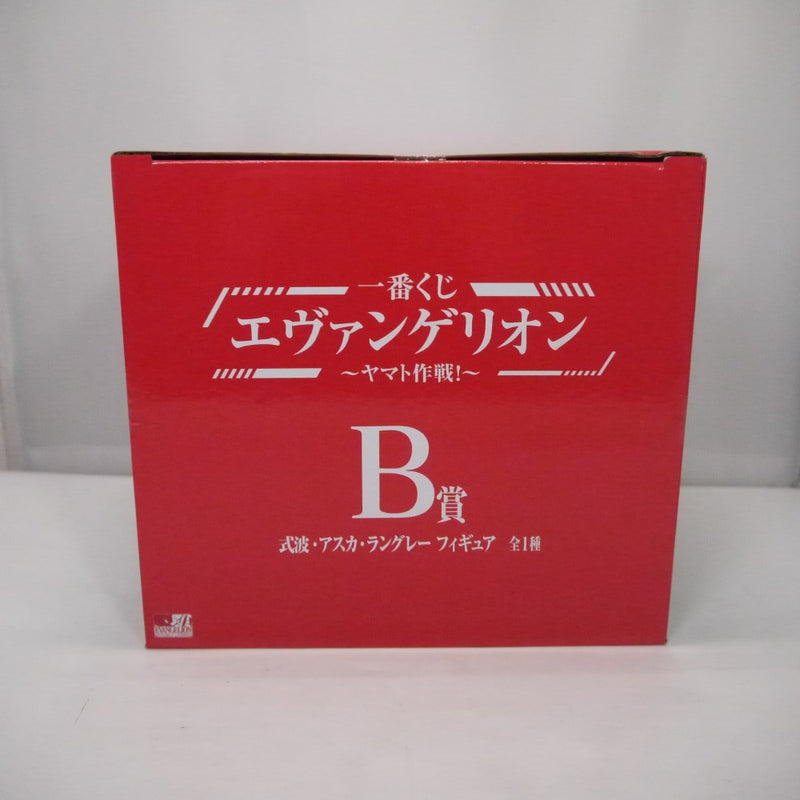 一番くじ
エヴァンゲリオン
～ヤマト作戦!～
B賞
式波・アスカ・ラングレー フィギュア 全1種
EVANGELION